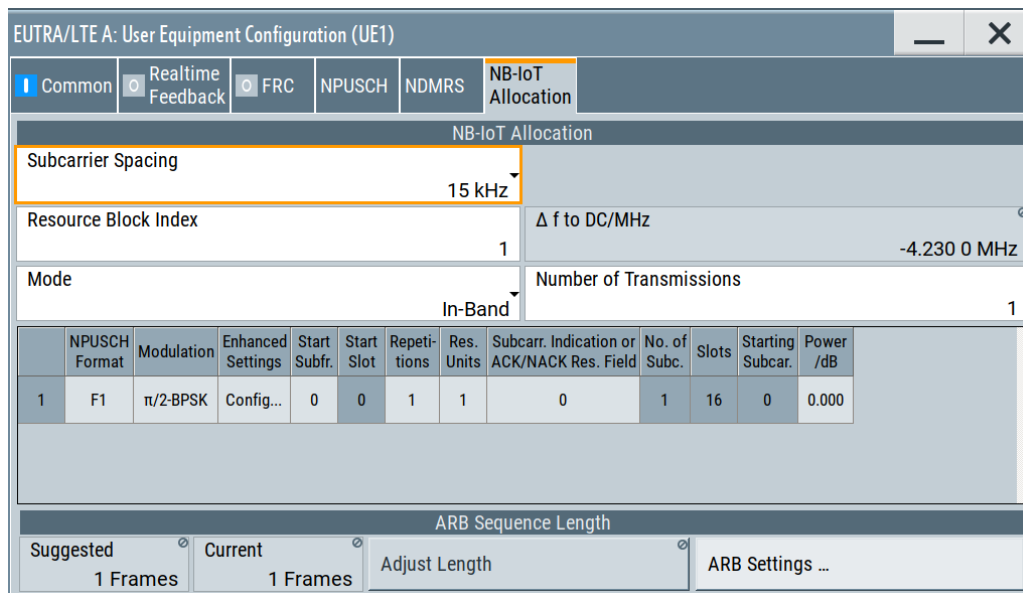 EUTRA/LTE A: User Equipment Configuration (UE1)
Common
Realtime
Feedback
FRC
NPUSCH
NDMRS
NB-IoT
Allocation
NB-IoT Allocation
Subcarrier Spacing
15 kHz
Resource Block Index
1
Δ f to DC/MHz
-4.230 0 MHz
Mode
In-Band
Number of Transmissions
1
NPUSCH Format Modulation Enhanced Settings Start Subfr. Start Slot Repeti-tions Res. Units Subcarr. Indication or ACK/NACK Res. Field No. of Subc. Slots Starting Subcar. Power /dB
1 F1 π/2-BPSK Config... 0 0 1 1 0 1 16 0 0.000
ARB Sequence Length
Suggested
1 Frames
Current
1 Frames
Adjust Length
ARB Settings ...